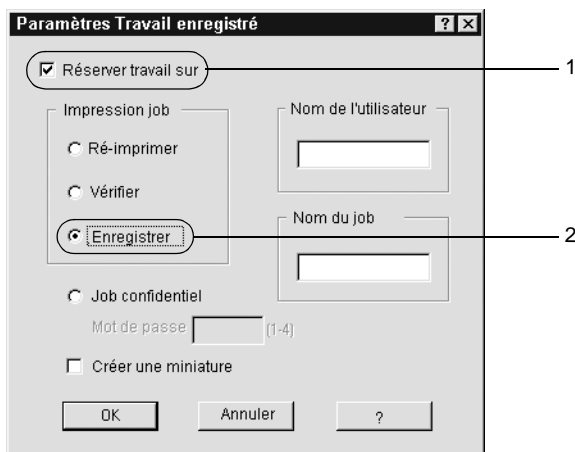 Paramètres Travail enregistré
? ×
Réserver travail sur
1
Impression job
Ré-imprimer
Vérifier
Enregistrer
2
Nom de l'utilisateur
Nom du job
Job confidentiel
Mot de passe (1-4)
Créer une miniature
OK Annuler ?